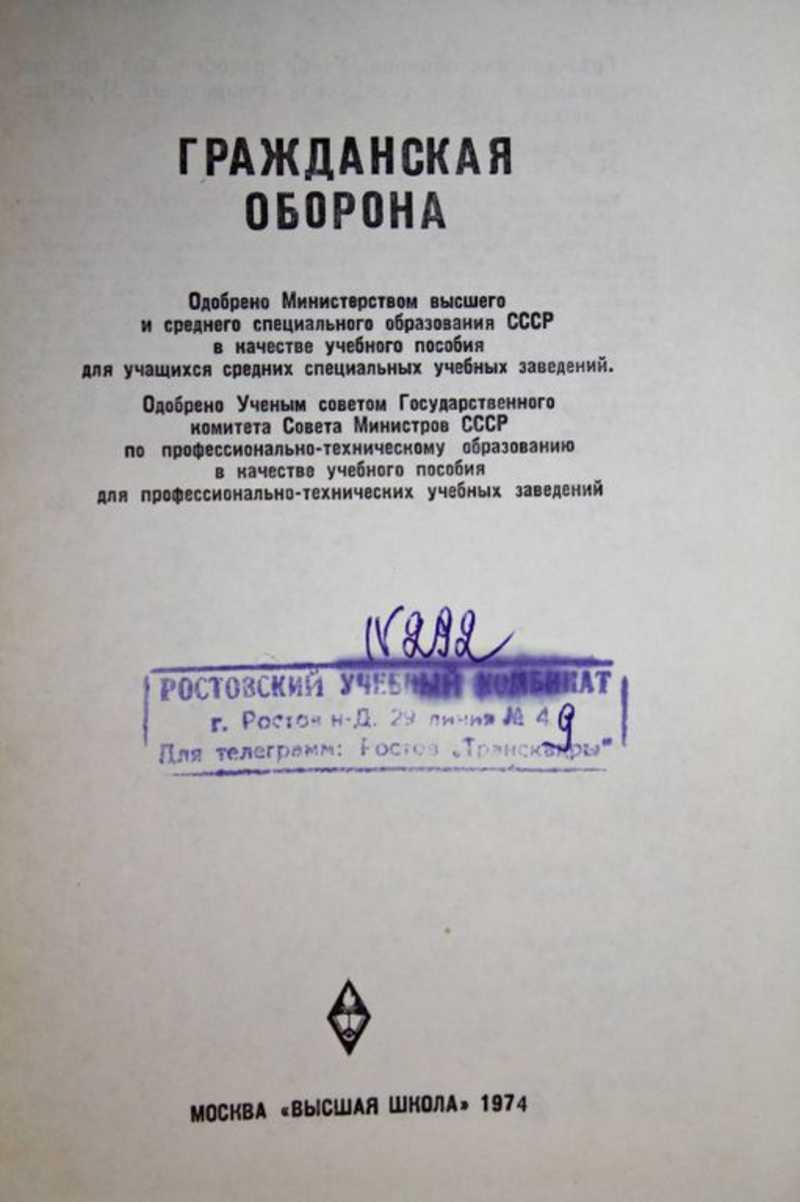 ГРАЖДАНСКАЯ
ОБОРОНА
Одобрено Министерством высшего
и среднего специального образования СССР
в качестве учебного пособия
для учащихся средних специальных учебных заведений.
Одобрено Ученым советом Государственного
комитета Совета Министров СССР
по профессионально-техническому образованию
в качестве учебного пособия
для профессионально-технических учебных заведений
N 292
РОСТОВСКИЙ УЧЕБНЫЙ КОМБИНАТ
г. Ростов н-Д. 29 линия № 49
Для телеграмм: Ростов „Транскадры"
МОСКВА «ВЫСШАЯ ШКОЛА» 1974